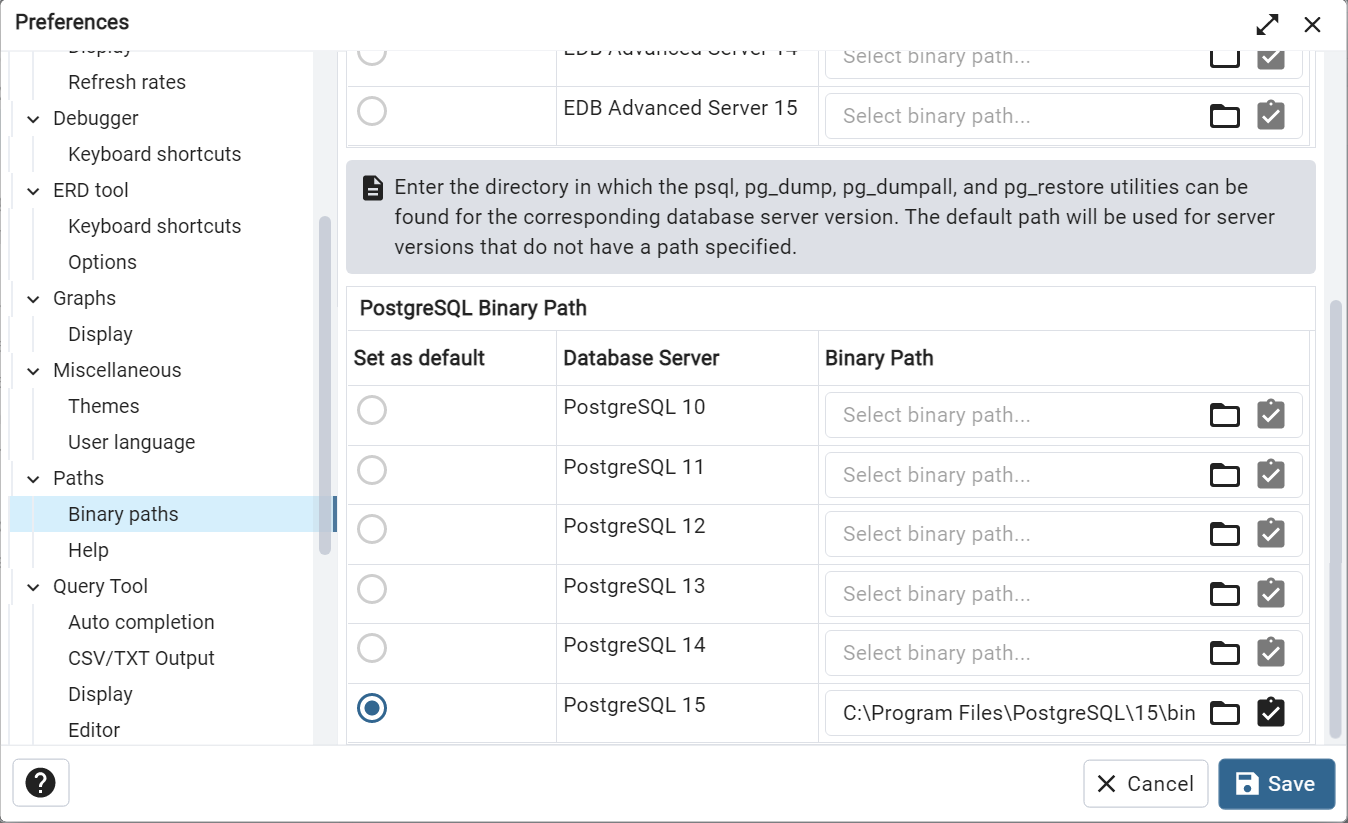 Preferences
Display
Refresh rates
Debugger
Keyboard shortcuts
ERD tool
Keyboard shortcuts
Options
Graphs
Display
Miscellaneous
Themes
User language
Paths
Binary paths
Help
Query Tool
Auto completion
CSV/TXT Output
Display
Editor
EDB Advanced Server 14 Select binary path...
EDB Advanced Server 15 Select binary path...
Enter the directory in which the psql, pg_dump, pg_dumpall, and pg_restore utilities can be
found for the corresponding database server version. The default path will be used for server
versions that do not have a path specified.
PostgreSQL Binary Path
Set as default Database Server Binary Path
PostgreSQL 10 Select binary path...
PostgreSQL 11 Select binary path...
PostgreSQL 12 Select binary path...
PostgreSQL 13 Select binary path...
PostgreSQL 14 Select binary path...
PostgreSQL 15 C:\Program Files\PostgreSQL\15\bin
Cancel Save